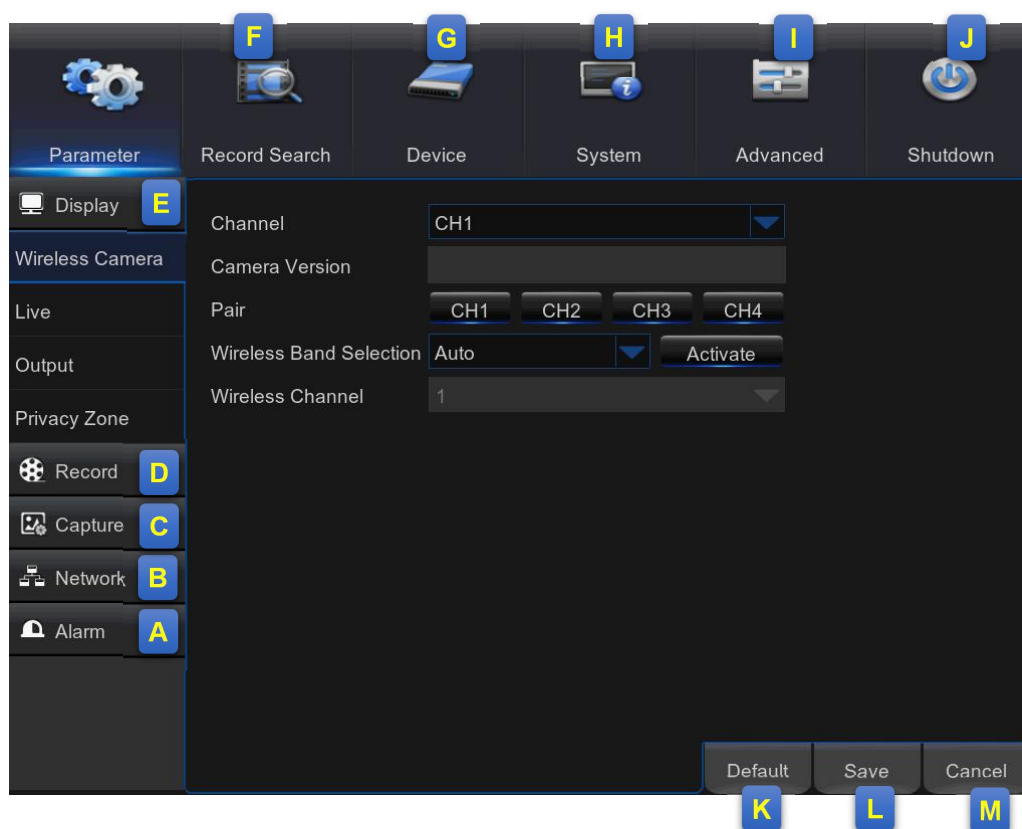 F G H I J
Parameter Record Search Device System Advanced Shutdown
Display E
Wireless Camera
Live
Output
Privacy Zone
Record D
Capture C
Network B
Alarm A
Channel CH1
Camera Version
Pair CH1 CH2 CH3 CH4
Wireless Band Selection Auto Activate
Wireless Channel 1
Default Save Cancel
K L M